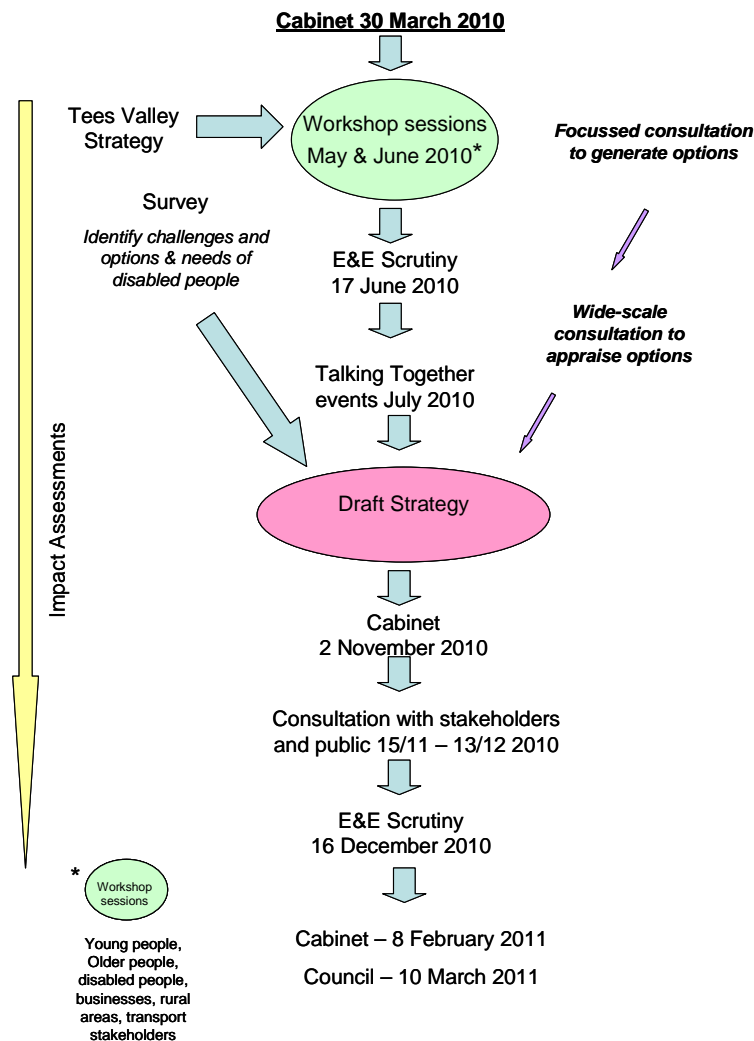 Cabinet 30 March 2010
Tees Valley
Strategy
Workshop sessions
May & June 2010*
Focussed consultation
to generate options
Survey
Identify challenges and
options & needs of
disabled people
E&E Scrutiny
17 June 2010
Wide-scale
consultation to
appraise options
Talking Together
events July 2010
Impact Assessments
Draft Strategy
Cabinet
2 November 2010
Consultation with stakeholders
and public 15/11 – 13/12 2010
E&E Scrutiny
16 December 2010
*
Workshop
sessions
Young people,
Older people,
disabled people,
businesses, rural
areas, transport
stakeholders
Cabinet – 8 February 2011
Council – 10 March 2011